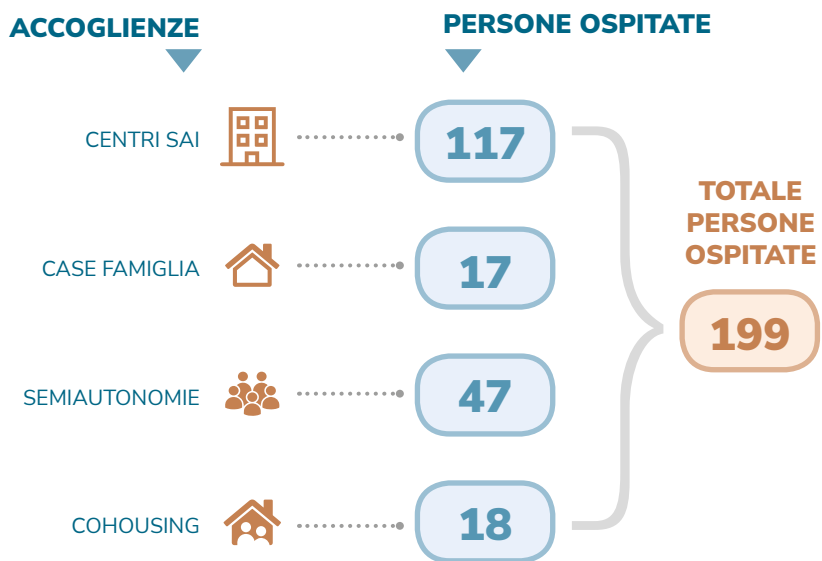 ACCOGLIENZE
PERSONE OSPITATE
CENTRI SAI
117
CASE FAMIGLIA
17
SEMIAUTONOMIE
47
COHOUSING
18
TOTALE
PERSONE
OSPITATE
199